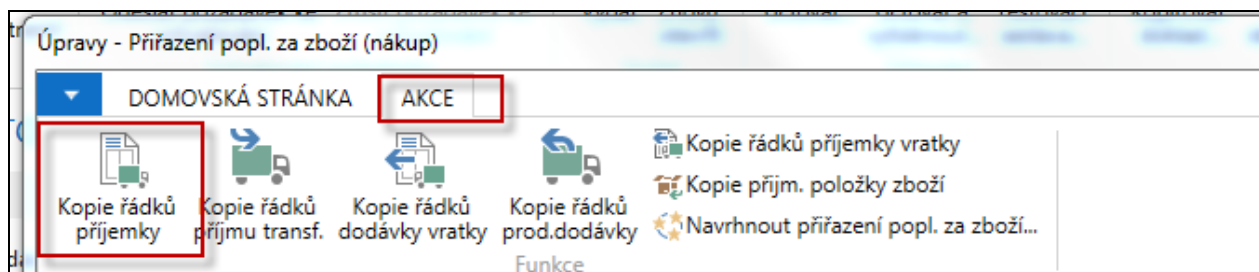 Úpravy - Přiřazení popl. za zboží (nákup)
DOMOVSKÁ STRÁNKA AKCE
Kopie řádků příjemky
Kopie řádků příjmu transf.
Kopie řádků dodávky vratky
Kopie řádků prod.dodávky
Kopie řádků příjemky vratky
Kopie přijm. položky zboží
Navrhnout přiřazení popl. za zboží...
Funkce